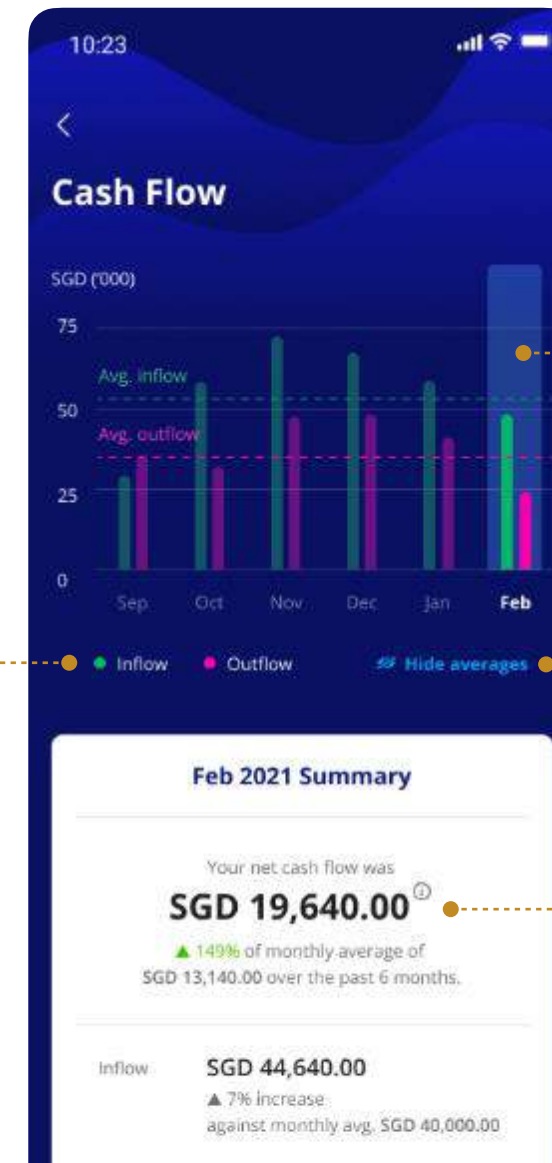 10:23
Cash Flow
SGD ('000)
75
Avg. inflow
50
Avg. outflow
25
0
Sep Oct Nov Dec Jan Feb
Inflow Outflow Hide averages
Feb 2021 Summary
Your net cash flow was
SGD 19,640.00
▲ 149% of monthly average of
SGD 13,140.00 over the past 6 months.
Inflow SGD 44,640.00
▲ 7% increase
against monthly avg. SGD 40,000.00